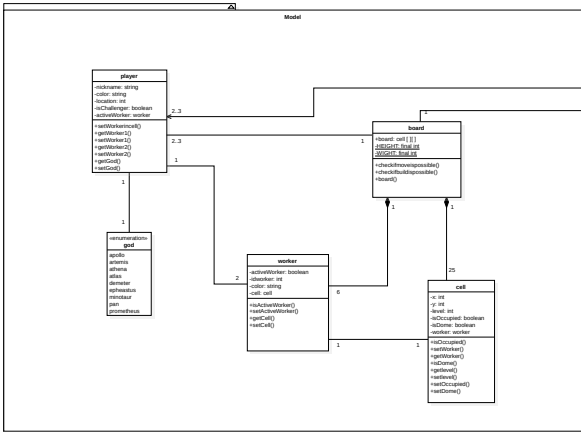 Model
player
-nickname: string
-color: string
-location: int
-isChallenger: boolean
-activeWorker: worker
+setWorkerincell()
+getWorker1()
+setWorker1()
+getWorker2()
+setWorker2()
+getGod()
+setGod()
2..3
2..3
1
1
1
1
board
+board: cell [ ][ ]
-HEIGHT: final int
-WIGHT: final int
+checkifmoveispossible()
+checkifbuildispossible()
+board()
1
1
1
«enumeration»
god
apollo
artemis
athena
atlas
demeter
epheastus
minotaur
pan
prometheus
2
worker
-activeWorker: boolean
-idworker: int
-color: string
-cell: cell
+isActiveWorker()
+setActiveWorker()
+getCell()
+setCell()
6
1
1
25
cell
-x: int
-y: int
-level: int
-isOccupied: boolean
-isDome: boolean
-worker: worker
+isOccupied()
+setWorker()
+getWorker()
+isDome()
+getlevel()
+setlevel()
+setOccupied()
+setDome()